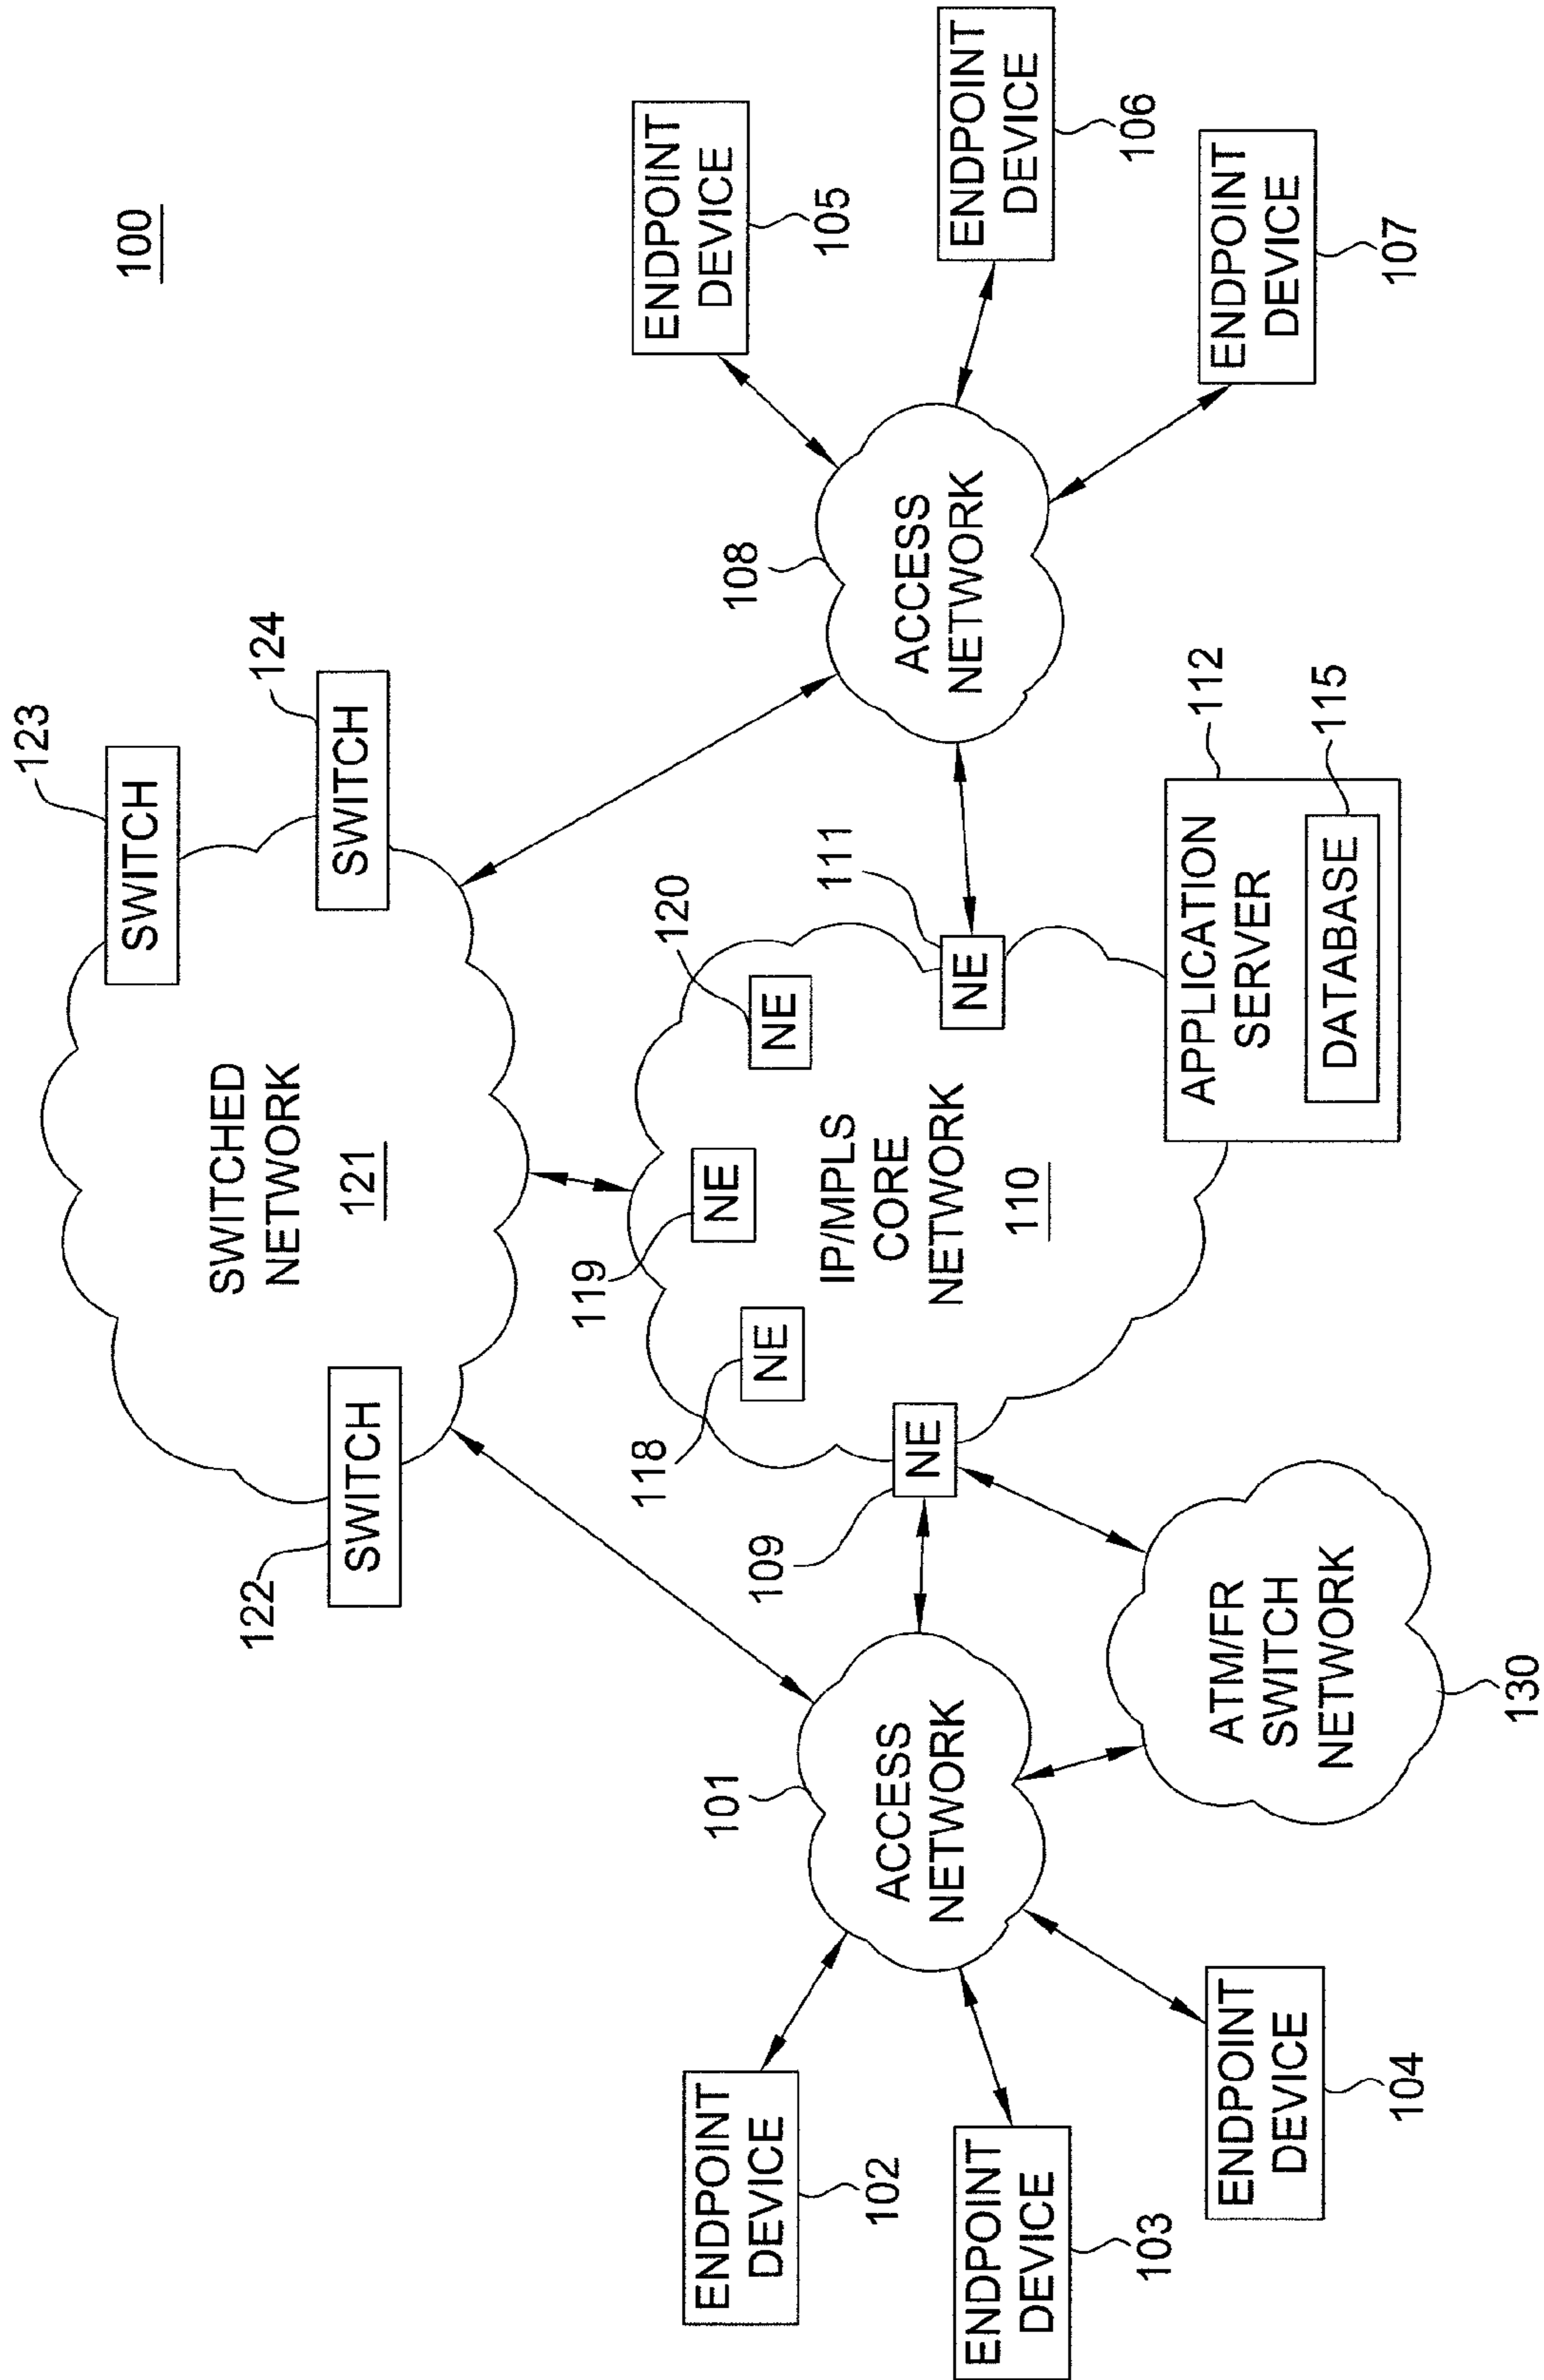 100
123
SWITCH
124
SWITCH
SWITCHED
NETWORK
121
122
SWITCH
120
NE
119
NE
118
NE
111
NE
109
NE
IP/MPLS
CORE
NETWORK
110
108
ACCESS
NETWORK
ENDPOINT
DEVICE
105
ENDPOINT
DEVICE
106
ENDPOINT
DEVICE
107
112
APPLICATION
SERVER
115
DATABASE
101
ACCESS
NETWORK
ATM/FR
SWITCH
NETWORK
130
ENDPOINT
DEVICE
102
ENDPOINT
DEVICE
103
ENDPOINT
DEVICE
104